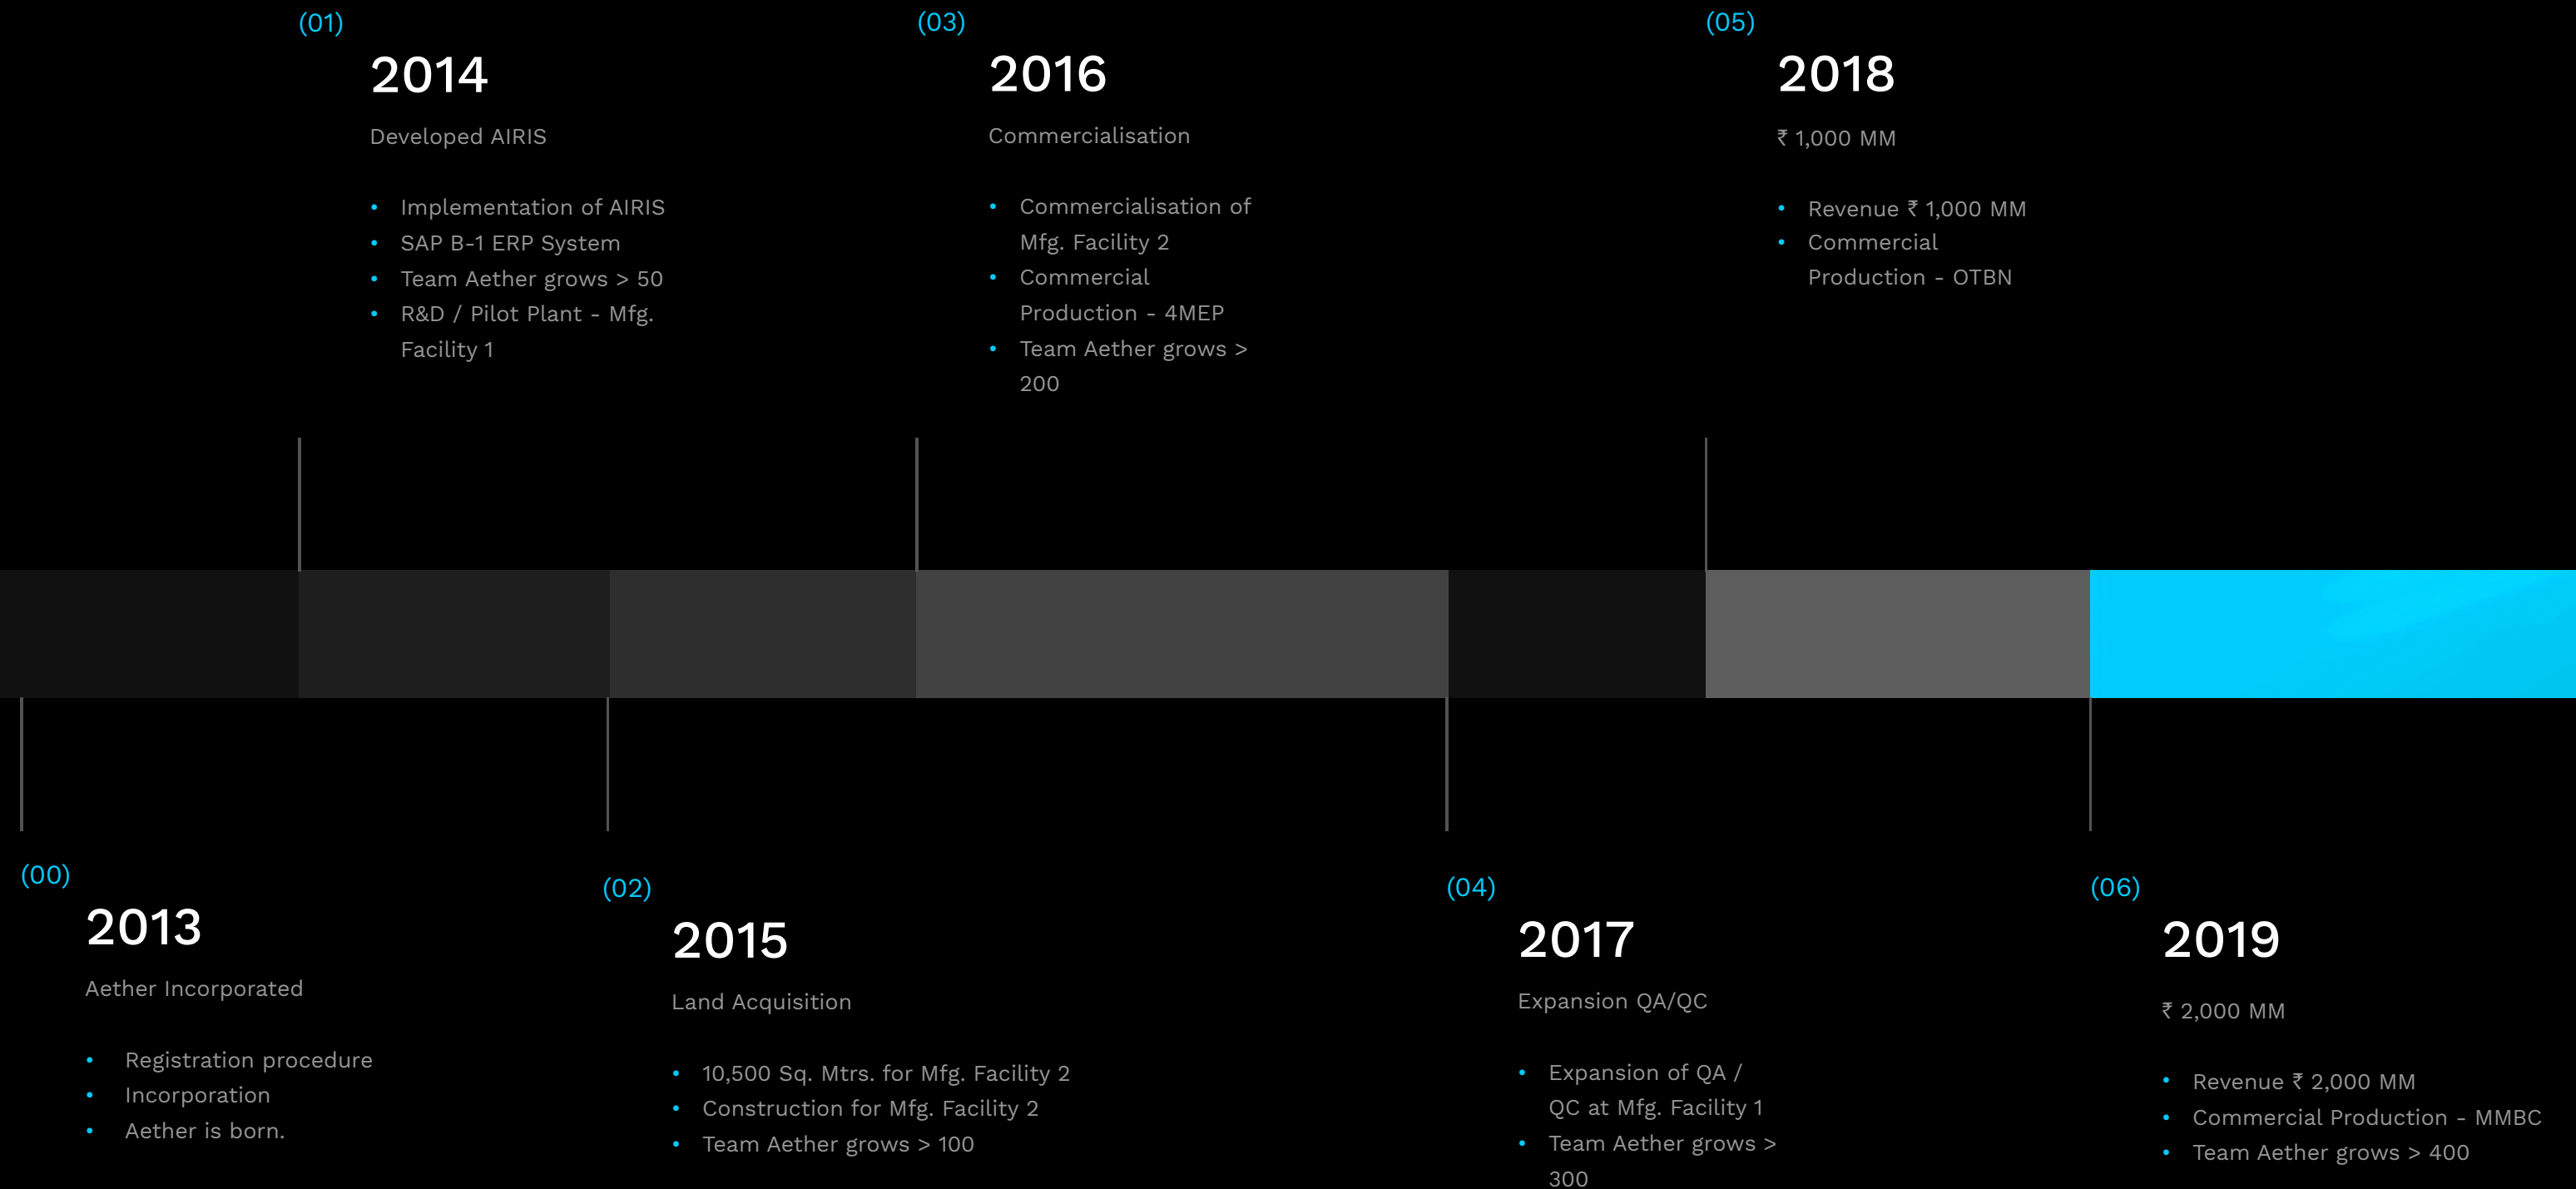 (01)
2014
Developed AIRIS
• Implementation of AIRIS
• SAP B-1 ERP System
• Team Aether grows > 50
• R&D / Pilot Plant - Mfg.
Facility 1
(03)
2016
Commercialisation
• Commercialisation of
Mfg. Facility 2
• Commercial
Production - 4MEP
• Team Aether grows >
200
(05)
2018
₹ 1,000 MM
• Revenue ₹ 1,000 MM
• Commercial
Production - OTBN
(00)
2013
Aether Incorporated
• Registration procedure
• Incorporation
• Aether is born.
(02)
2015
Land Acquisition
• 10,500 Sq. Mtrs. for Mfg. Facility 2
• Construction for Mfg. Facility 2
• Team Aether grows > 100
(04)
2017
Expansion QA/QC
• Expansion of QA /
QC at Mfg. Facility 1
• Team Aether grows >
300
(06)
2019
₹ 2,000 MM
• Revenue ₹ 2,000 MM
• Commercial Production - MMBC
• Team Aether grows > 400